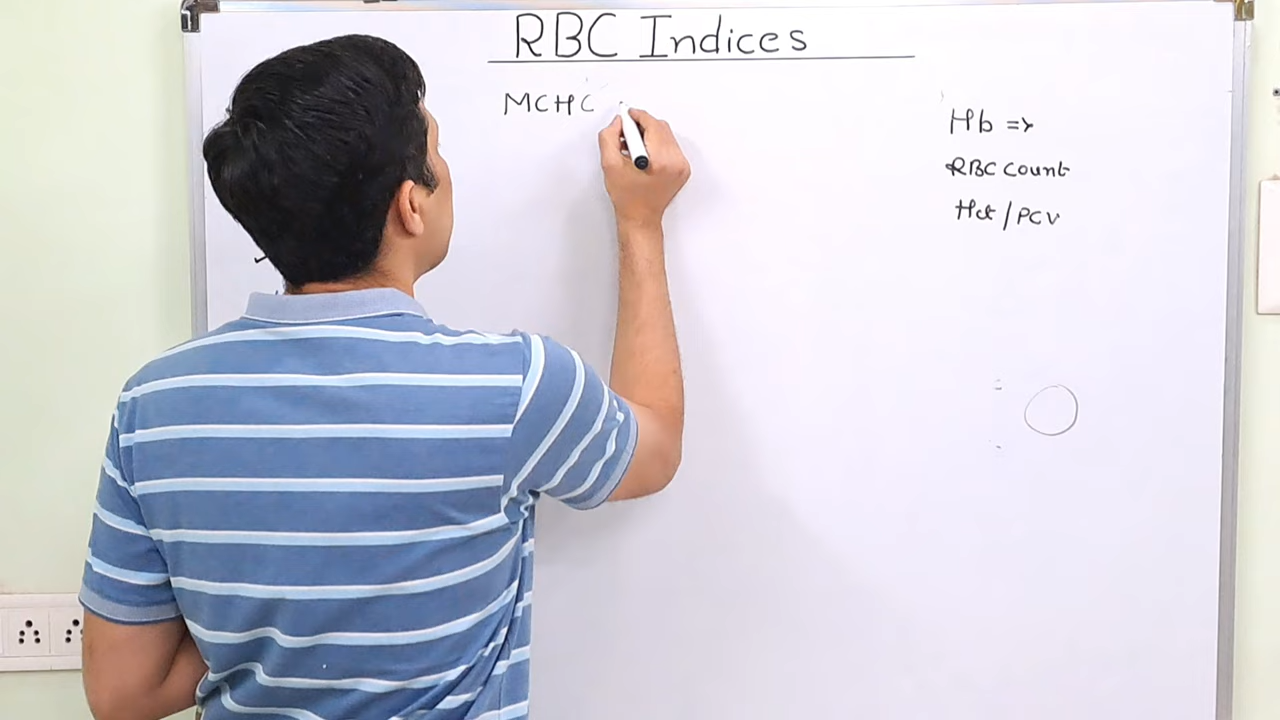 RBC Indices
MCHC
Hb =>
RBC Count
Hct / PCV